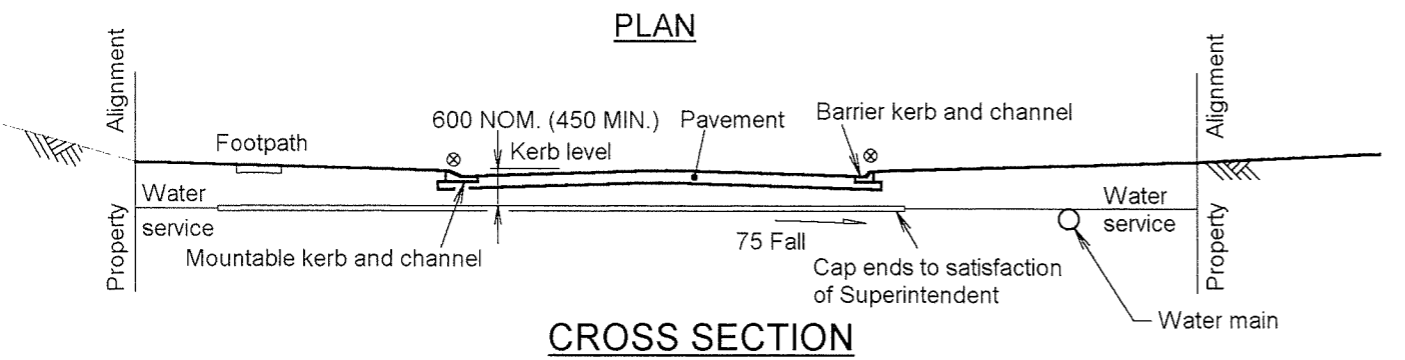 PLAN
Alignment
Alignment
600 NOM. (450 MIN.)
Pavement
Barrier kerb and channel
Footpath
Kerb level
Water
service
Water
service
Property
Property
75 Fall
Mountable kerb and channel
Cap ends to satisfaction
of Superintendent
Water main
CROSS SECTION